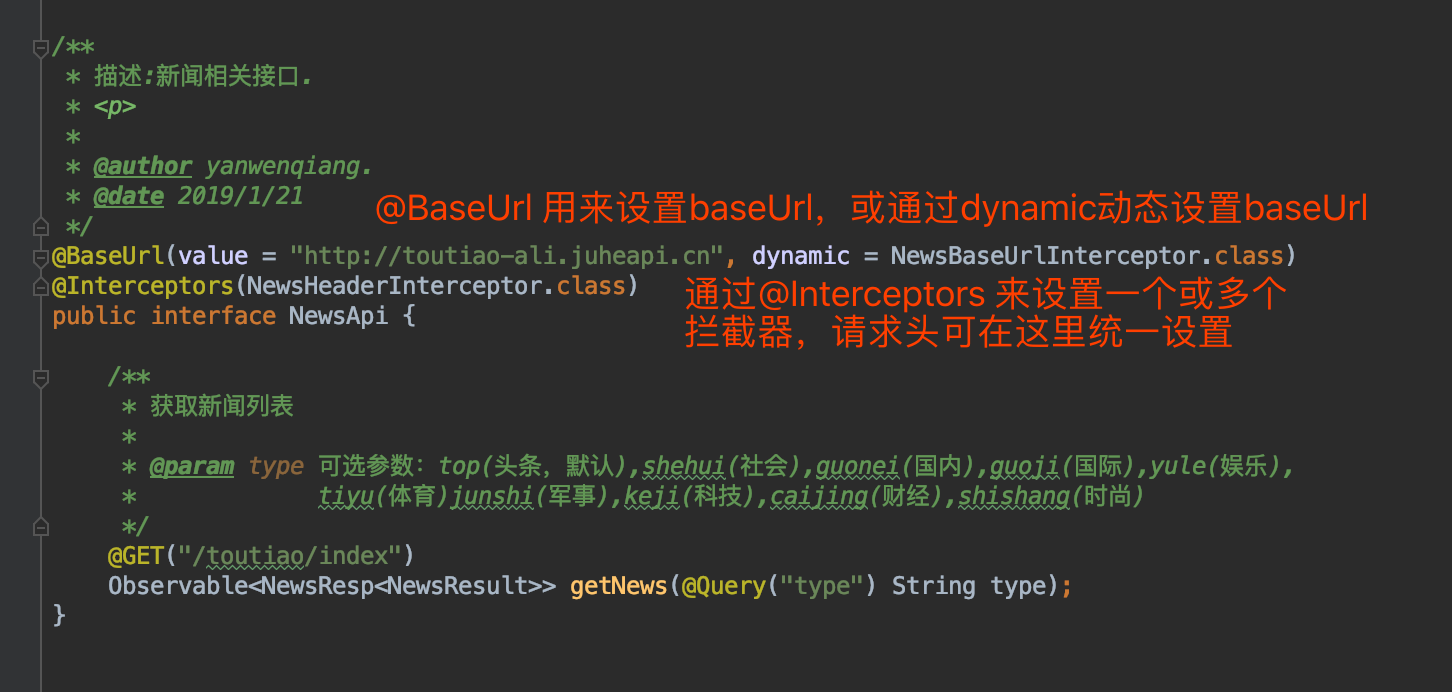 /**
* 描述:新闻相关接口.
* <p>
*
* @author yanwenqiang.
* @date 2019/1/21
@BaseUrl 用来设置baseUrl，或通过dynamic动态设置baseUrl
*/
@BaseUrl(value = "http://toutiao-ali.juheapi.cn", dynamic = NewsBaseUrlInterceptor.class)
@Interceptors(NewsHeaderInterceptor.class)
通过@Interceptors 来设置一个或多个
拦截器，请求头可在这里统一设置
public interface NewsApi {
/**
* 获取新闻列表
*
* @param type 可选参数：top(头条，默认),shehui(社会),guonei(国内),guoji(国际),yule(娱乐),
* tiyu(体育)junshi(军事),keji(科技),caijing(财经),shishang(时尚)
*/
@GET("/toutiao/index")
Observable<NewsResp<NewsResult>> getNews(@Query("type") String type);
}